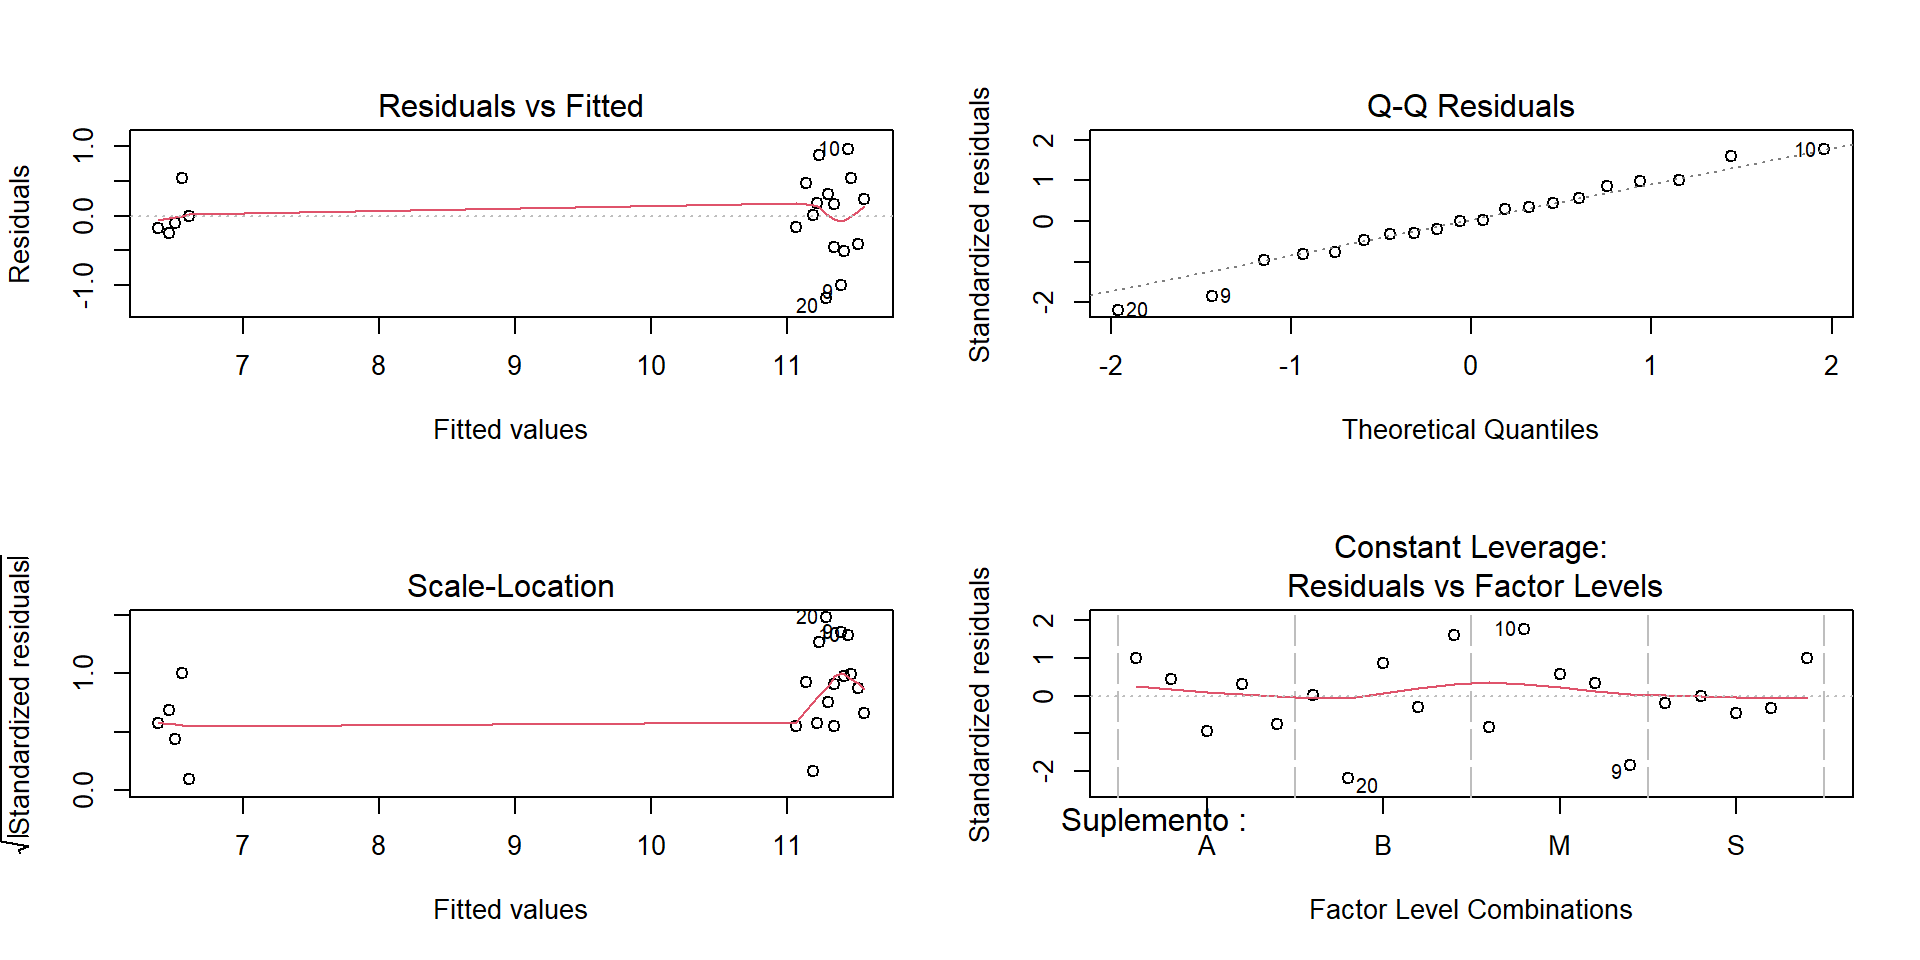 Residuals vs Fitted
Residuals
1.0
0.0
-1.0
10
9
20
7 8 9 10 11
Fitted values
Q-Q Residuals
Standardized residuals
2
1
0
-2
10
9
20
-2 -1 0 1 2
Theoretical Quantiles
Scale-Location
√|Standardized residuals|
1.0
0.0
20
9
10
7 8 9 10 11
Fitted values
Constant Leverage:
Residuals vs Factor Levels
Standardized residuals
2
1
0
-2
10
9
20
Suplemento :
A B M S
Factor Level Combinations